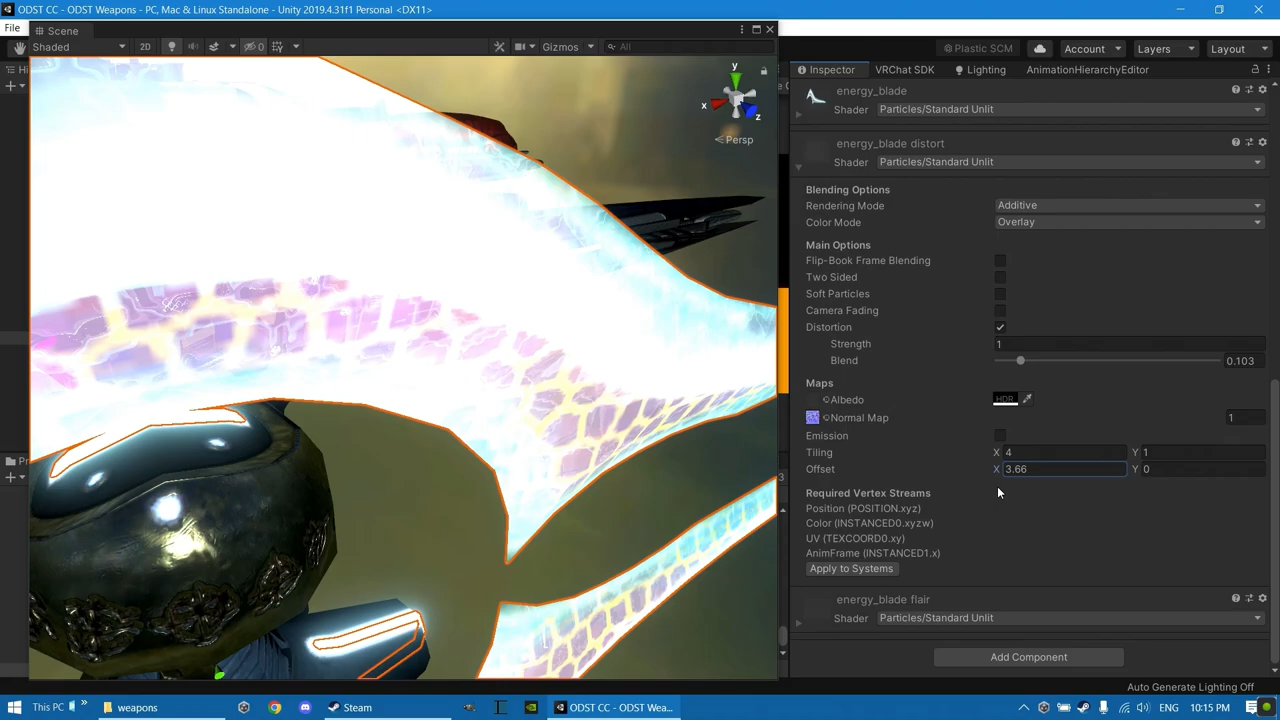 ODST CC - ODST Weapons - PC, Mac & Linux Standalone - Unity 2019.4.31f1 Personal <DX11>
File
Scene
Shaded
2D
0
Gizmos
All
y
x
z
Persp
Plastic SCM
Account
Layers
Layout
Inspector
VRChat SDK
Lighting
AnimationHierarchyEditor
energy_blade
Shader
Particles/Standard Unlit
energy_blade distort
Shader
Particles/Standard Unlit
Blending Options
Rendering Mode
Additive
Color Mode
Overlay
Main Options
Flip-Book Frame Blending
Two Sided
Soft Particles
Camera Fading
Distortion
Strength
1
Blend
0.103
Maps
Albedo
HDR
Normal Map
1
Emission
Tiling
X 4
Y 1
Offset
X 3.66
Y 0
Required Vertex Streams
Position (POSITION.xyz)
Color (INSTANCED0.xyzw)
UV (TEXCOORD0.xy)
AnimFrame (INSTANCED1.x)
Apply to Systems
energy_blade flair
Shader
Particles/Standard Unlit
Add Component
Auto Generate Lighting Off
This PC
weapons
Steam
ODST CC - ODST Wea...
ENG
10:15 PM